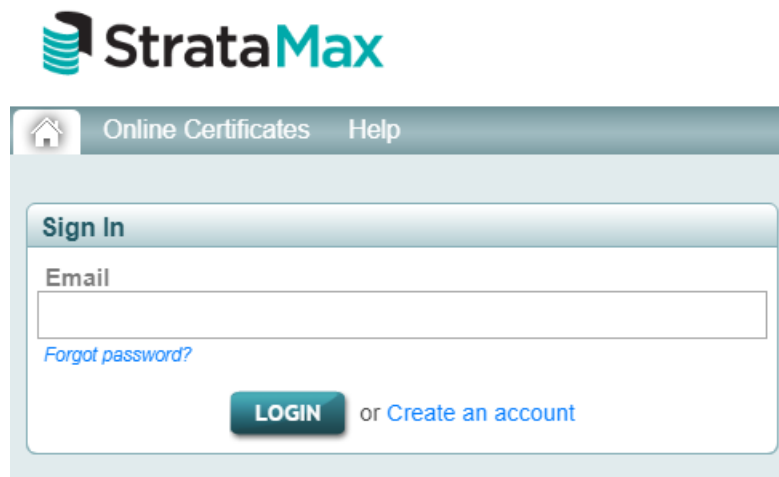 StrataMax
Online Certificates Help
Sign In
Email
Forgot password?
LOGIN or Create an account